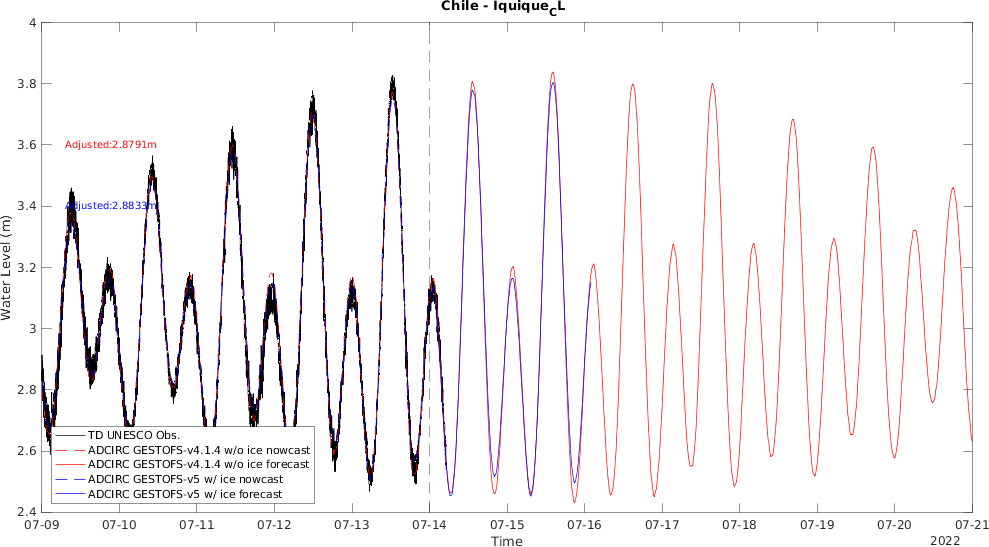 Chile - Iquique_CL
4
3.8
3.6
3.4
3.2
3
2.8
2.6
2.4
Water Level (m)
Adjusted:2.8791m
Adjusted:2.8833m
TD UNESCO Obs.
ADCIRC GESTOFS-v4.1.4 w/o ice nowcast
ADCIRC GESTOFS-v4.1.4 w/o ice forecast
ADCIRC GESTOFS-v5 w/ ice nowcast
ADCIRC GESTOFS-v5 w/ ice forecast
07-09 07-10 07-11 07-12 07-13 07-14 07-15 07-16 07-17 07-18 07-19 07-20 07-21
Time
2022